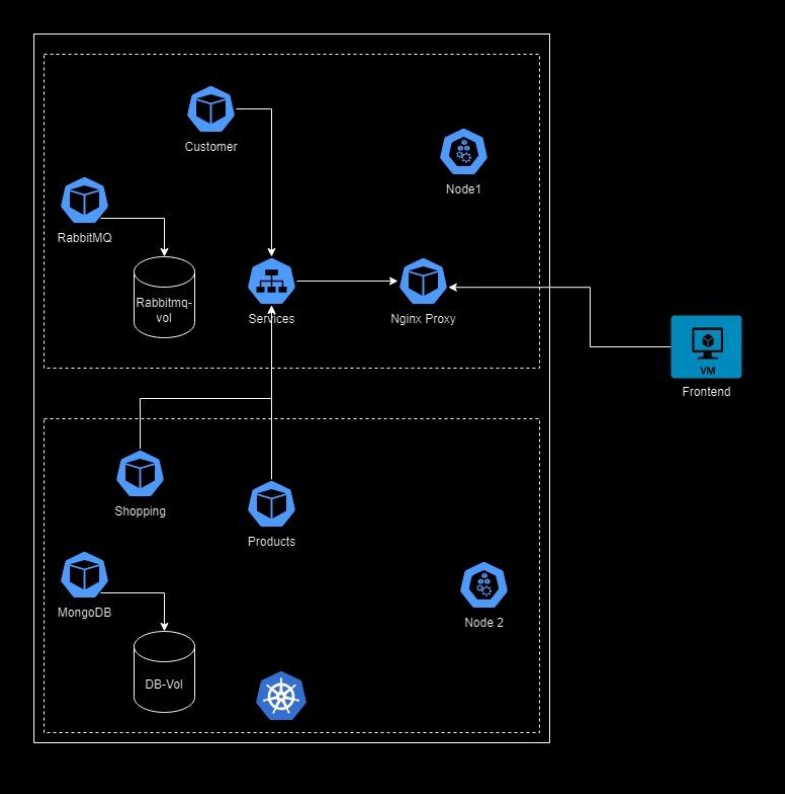 Customer
Node1
RabbitMQ
Rabbitmq-
vol
Services
Nginx Proxy
VM
Frontend
Shopping
Products
MongoDB
Node 2
DB-Vol